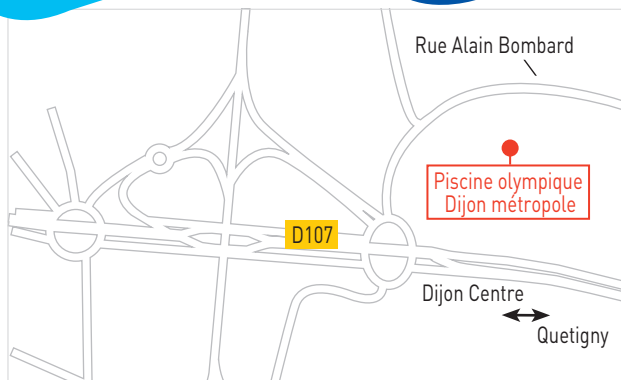 Rue Alain Bombard
Piscine olympique
Dijon métropole
D107
Dijon Centre
Quetigny